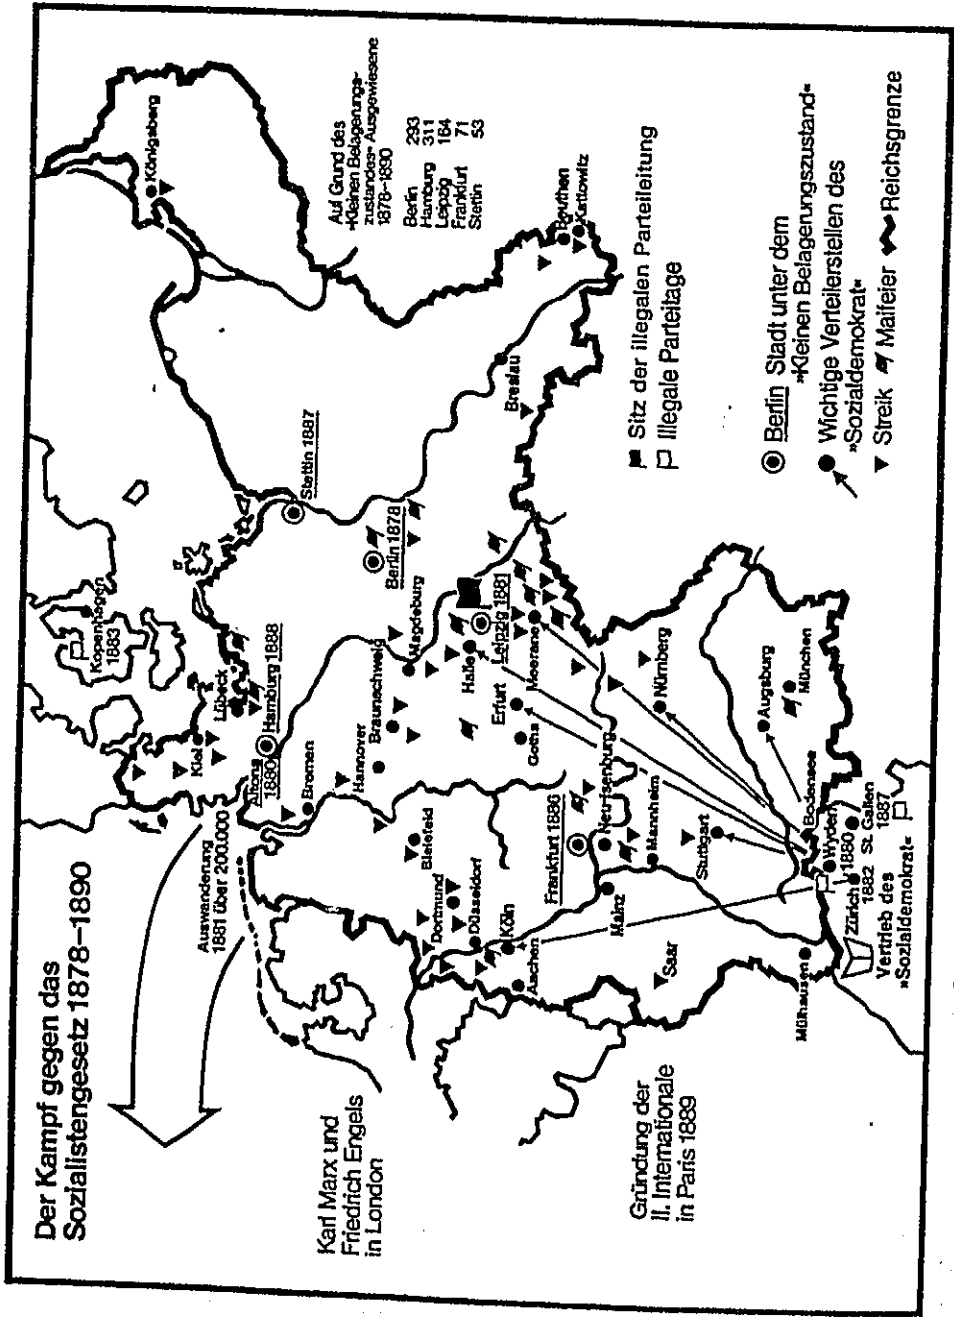 Der Kampf gegen das
Sozialistengesetz 1878–1890
Auswanderung
1881 über 200.000
Karl Marx und
Friedrich Engels
in London
Gründung der
II. Internationale
in Paris 1889
Kopenhagen
1883
Königsberg
Kiel
Lübeck
Altona
1880
Hamburg 1888
Bremen
Stettin 1887
Berlin 1878
Hannover
Braunschweig
Magdeburg
Bielefeld
Dortmund
Düsseldorf
Köln
Aachen
Halle
Leipzig 1881
Erfurt
Gotha
Meerane
Breslau
Beuthen
Kattowitz
Frankfurt 1886
Neu-Isenburg
Mainz
Mannheim
Saar
Stuttgart
Nürnberg
Augsburg
München
Mülhausen
Bodensee
Wyden
1880
Zürich
1882
St. Gallen
1887
Vertrieb des
»Sozialdemokrat«
Auf Grund des
»Kleinen Belagerungs-
zustandes« Ausgewiesene
1878–1890
Berlin 293
Hamburg 311
Leipzig 164
Frankfurt 71
Stettin 53
Sitz der illegalen Parteileitung
Illegale Parteitage
Berlin Stadt unter dem
»Kleinen Belagerungszustand«
Wichtige Verteilerstellen des
»Sozialdemokrat«
Streik Maifeier Reichsgrenze